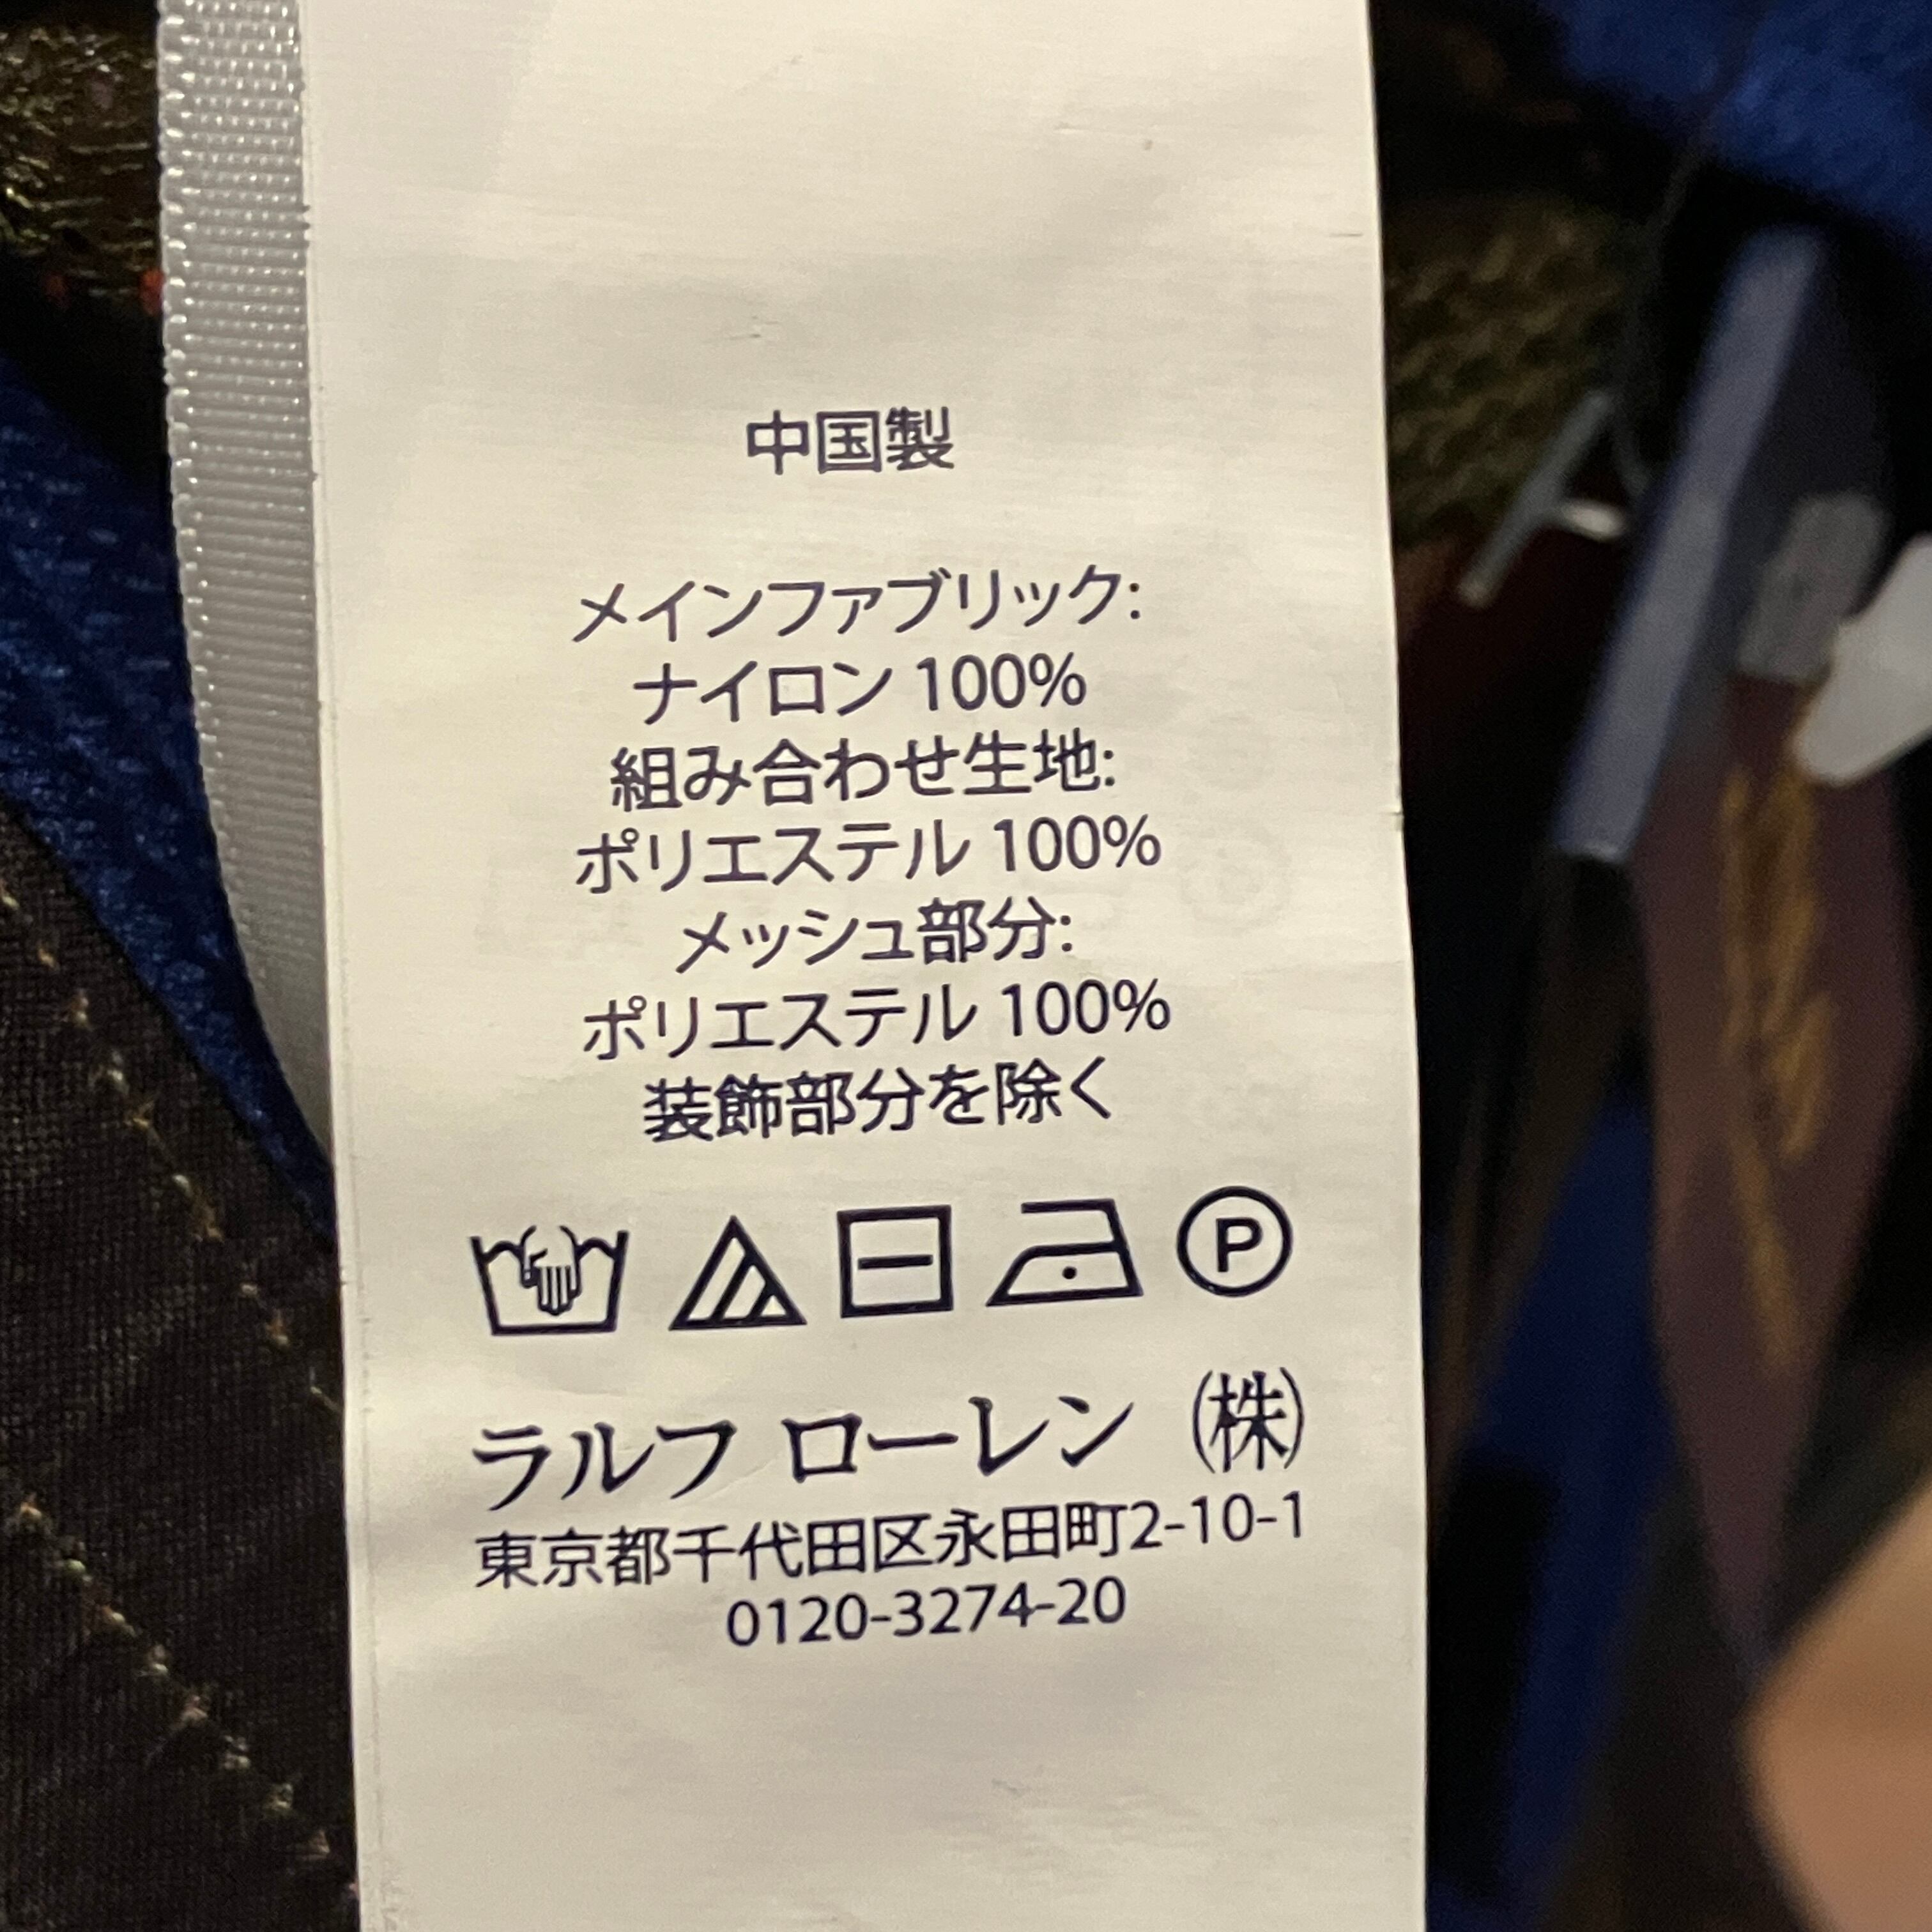 中国製
メインファブリック:
ナイロン 100%
組み合わせ生地:
ポリエステル 100%
メッシュ部分:
ポリエステル 100%
装飾部分を除く
P
ラルフ ローレン ㈱
東京都千代田区永田町2-10-1
0120-3274-20